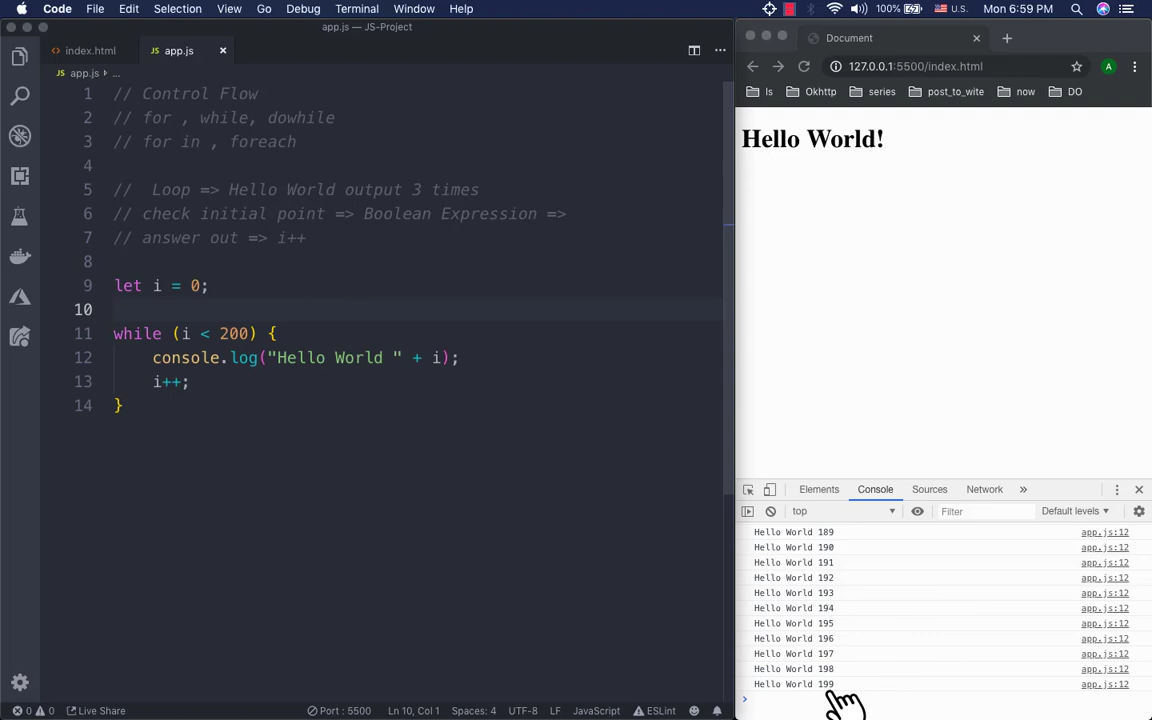 Code File Edit Selection View Go Debug Terminal Window Help 100% U.S. Mon 6:59 PM
app.js — JS-Project
index.html JS app.js
JS app.js ...
1 // Control Flow
2 // for , while, dowhile
3 // for in , foreach
4
5 //  Loop => Hello World output 3 times
6 // check initial point => Boolean Expression =>
7 // answer out => i++
8
9 let i = 0;
10
11 while (i < 200) {
12 console.log("Hello World " + i);
13 i++;
14 }
0 0 Live Share Port : 5500 Ln 10, Col 1 Spaces: 4 UTF-8 LF JavaScript ESLint
Document
127.0.0.1:5500/index.html A
ls Okhttp series post_to_wite now DO
Hello World!
Elements Console Sources Network
top Filter Default levels
Hello World 189 app.js:12
Hello World 190 app.js:12
Hello World 191 app.js:12
Hello World 192 app.js:12
Hello World 193 app.js:12
Hello World 194 app.js:12
Hello World 195 app.js:12
Hello World 196 app.js:12
Hello World 197 app.js:12
Hello World 198 app.js:12
Hello World 199 app.js:12